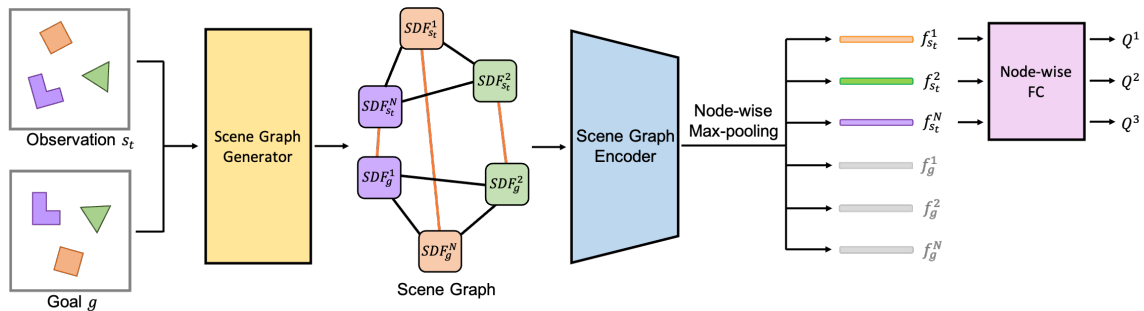 Observation $s_t$
Goal $g$
Scene Graph
Generator
$SDF_{s_t}^1$
$SDF_{s_t}^2$
$SDF_{s_t}^N$
$SDF_g^1$
$SDF_g^2$
$SDF_g^N$
Scene Graph
Scene Graph
Encoder
Node-wise
Max-pooling
$f_{s_t}^1$
$f_{s_t}^2$
$f_{s_t}^N$
$f_g^1$
$f_g^2$
$f_g^N$
Node-wise
FC
$Q^1$
$Q^2$
$Q^3$